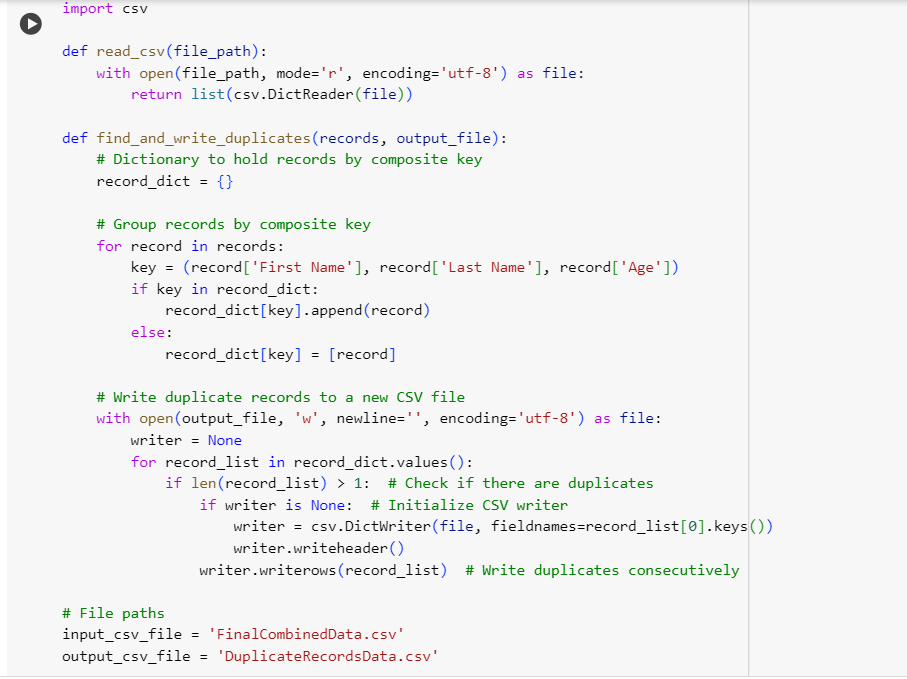 import csv
def read_csv(file_path):
    with open(file_path, mode='r', encoding='utf-8') as file:
        return list(csv.DictReader(file))
def find_and_write_duplicates(records, output_file):
    # Dictionary to hold records by composite key
    record_dict = {}
    # Group records by composite key
    for record in records:
        key = (record['First Name'], record['Last Name'], record['Age'])
        if key in record_dict:
            record_dict[key].append(record)
        else:
            record_dict[key] = [record]
    # Write duplicate records to a new CSV file
    with open(output_file, 'w', newline='', encoding='utf-8') as file:
        writer = None
        for record_list in record_dict.values():
            if len(record_list) > 1:  # Check if there are duplicates
                if writer is None:  # Initialize CSV writer
                    writer = csv.DictWriter(file, fieldnames=record_list[0].keys())
                    writer.writeheader()
                writer.writerows(record_list)  # Write duplicates consecutively
# File paths
input_csv_file = 'FinalCombinedData.csv'
output_csv_file = 'DuplicateRecordsData.csv'